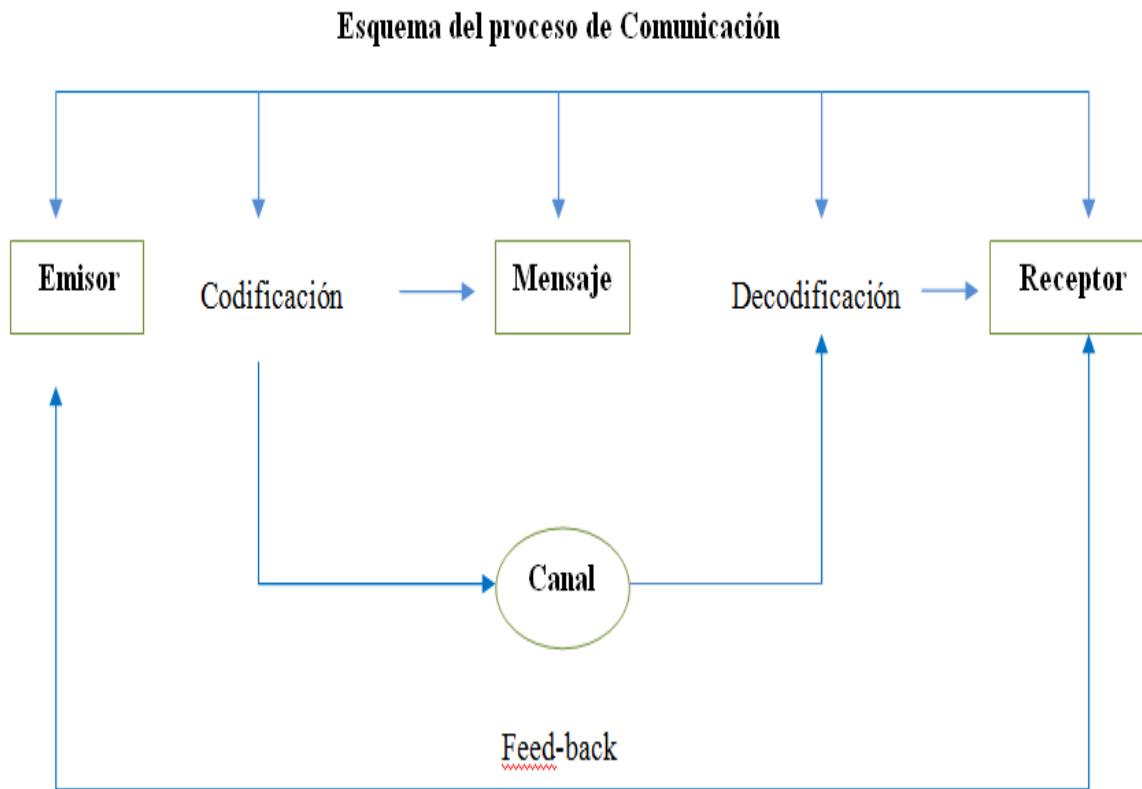 Esquema del proceso de Comunicación
Emisor
Codificación
Mensaje
Decodificación
Receptor
Canal
Feed-back